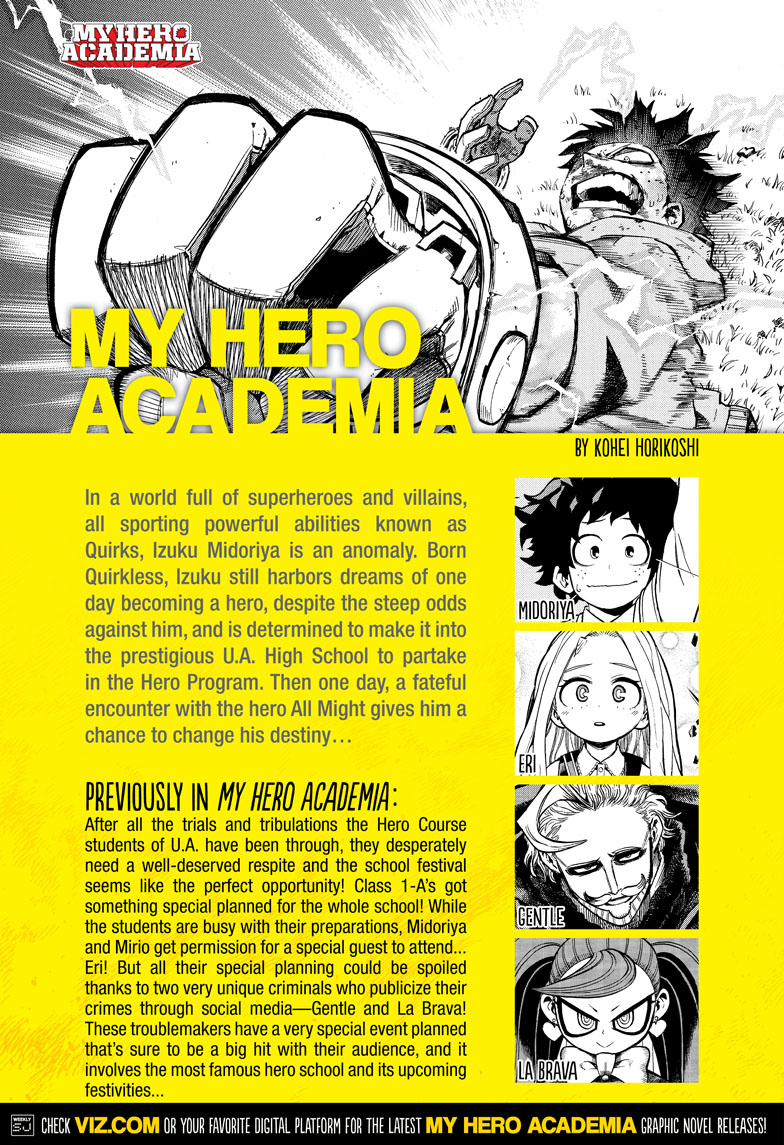 MY HERO
ACADEMIA
MY HERO
ACADEMIA
BY KOHEI HORIKOSHI
In a world full of superheroes and villains,
all sporting powerful abilities known as
Quirks, Izuku Midoriya is an anomaly. Born
Quirkless, Izuku still harbors dreams of one
day becoming a hero, despite the steep odds
against him, and is determined to make it into
the prestigious U.A. High School to partake
in the Hero Program. Then one day, a fateful
encounter with the hero All Might gives him a
chance to change his destiny...
PREVIOUSLY IN MY HERO ACADEMIA:
After all the trials and tribulations the Hero Course
students of U.A. have been through, they desperately
need a well-deserved respite and the school festival
seems like the perfect opportunity! Class 1-A's got
something special planned for the whole school! While
the students are busy with their preparations, Midoriya
and Mirio get permission for a special guest to attend...
Eri! But all their special planning could be spoiled
thanks to two very unique criminals who publicize their
crimes through social media—Gentle and La Brava!
These troublemakers have a very special event planned
that's sure to be a big hit with their audience, and it
involves the most famous hero school and its upcoming
festivities...
MIDORIYA
ERI
GENTLE
LA BRAVA
WEEKLY
SJ
CHECK VIZ.COM OR YOUR FAVORITE DIGITAL PLATFORM FOR THE LATEST MY HERO ACADEMIA GRAPHIC NOVEL RELEASES!